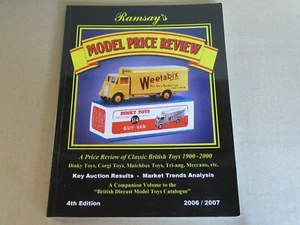 Ramsay's
MODEL PRICE REVIEW
Weetabix
DINKY TOYS
514
GUY VAN
A Price Review of Classic British Toys 1900-2000
Dinky Toys, Corgi Toys, Matchbox Toys, Tri-ang, Meccano, etc.
Key Auction Results - Market Trends Analysis
A Companion Volume to the
"British Diecast Model Toys Catalogue"
4th Edition
2006 / 2007